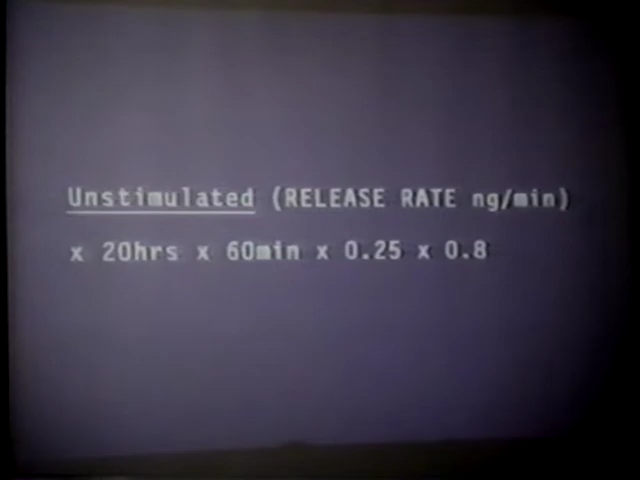 Unstimulated (RELEASE RATE ng/min)
x 20hrs x 60min x 0.25 x 0.8